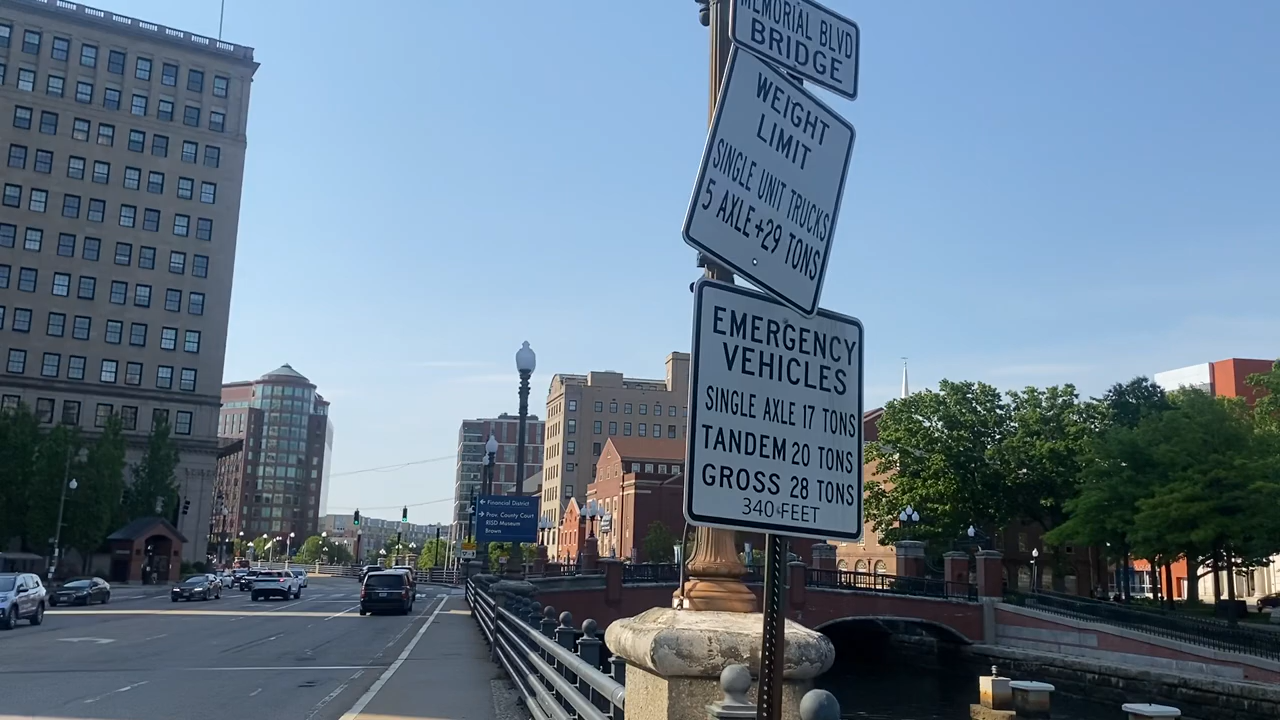 MEMORIAL BLVD
BRIDGE
WEIGHT
LIMIT
SINGLE UNIT TRUCKS
5 AXLE+29 TONS
EMERGENCY
VEHICLES
SINGLE AXLE 17 TONS
TANDEM 20 TONS
GROSS 28 TONS
340 FEET
← Financial District
← Prov. County Court
RISD Museum
Brown